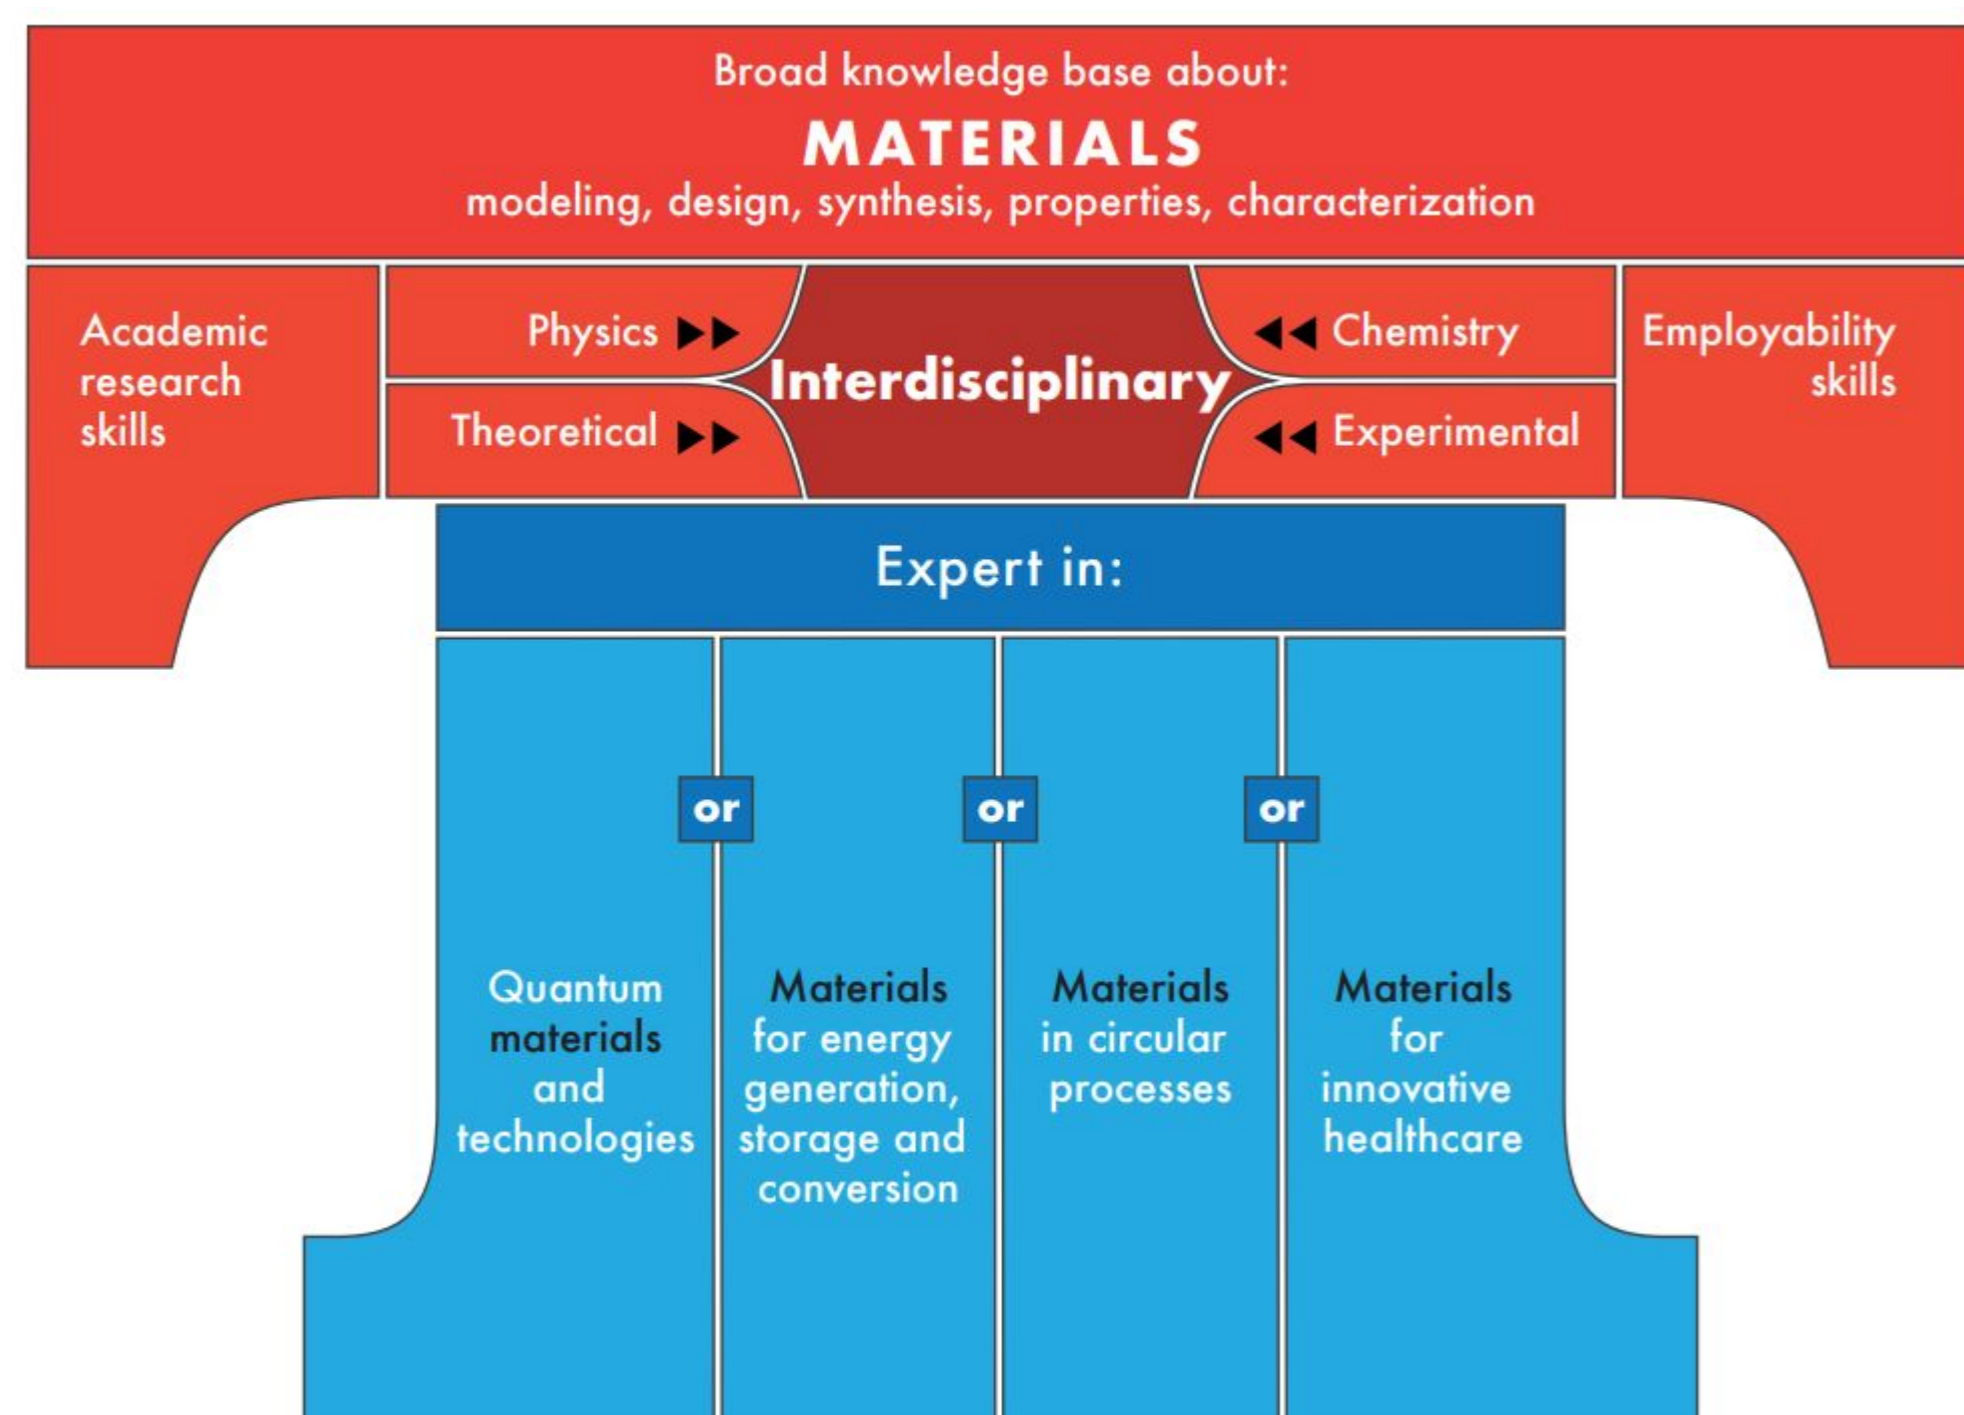 Broad knowledge base about:
MATERIALS
modeling, design, synthesis, properties, characterization
Academic
research
skills
Physics
Theoretical
Interdisciplinary
Chemistry
Experimental
Employability
skills
Expert in:
or
or
or
Quantum
materials
and
technologies
Materials
for energy
generation,
storage and
conversion
Materials
in circular
processes
Materials
for
innovative
healthcare